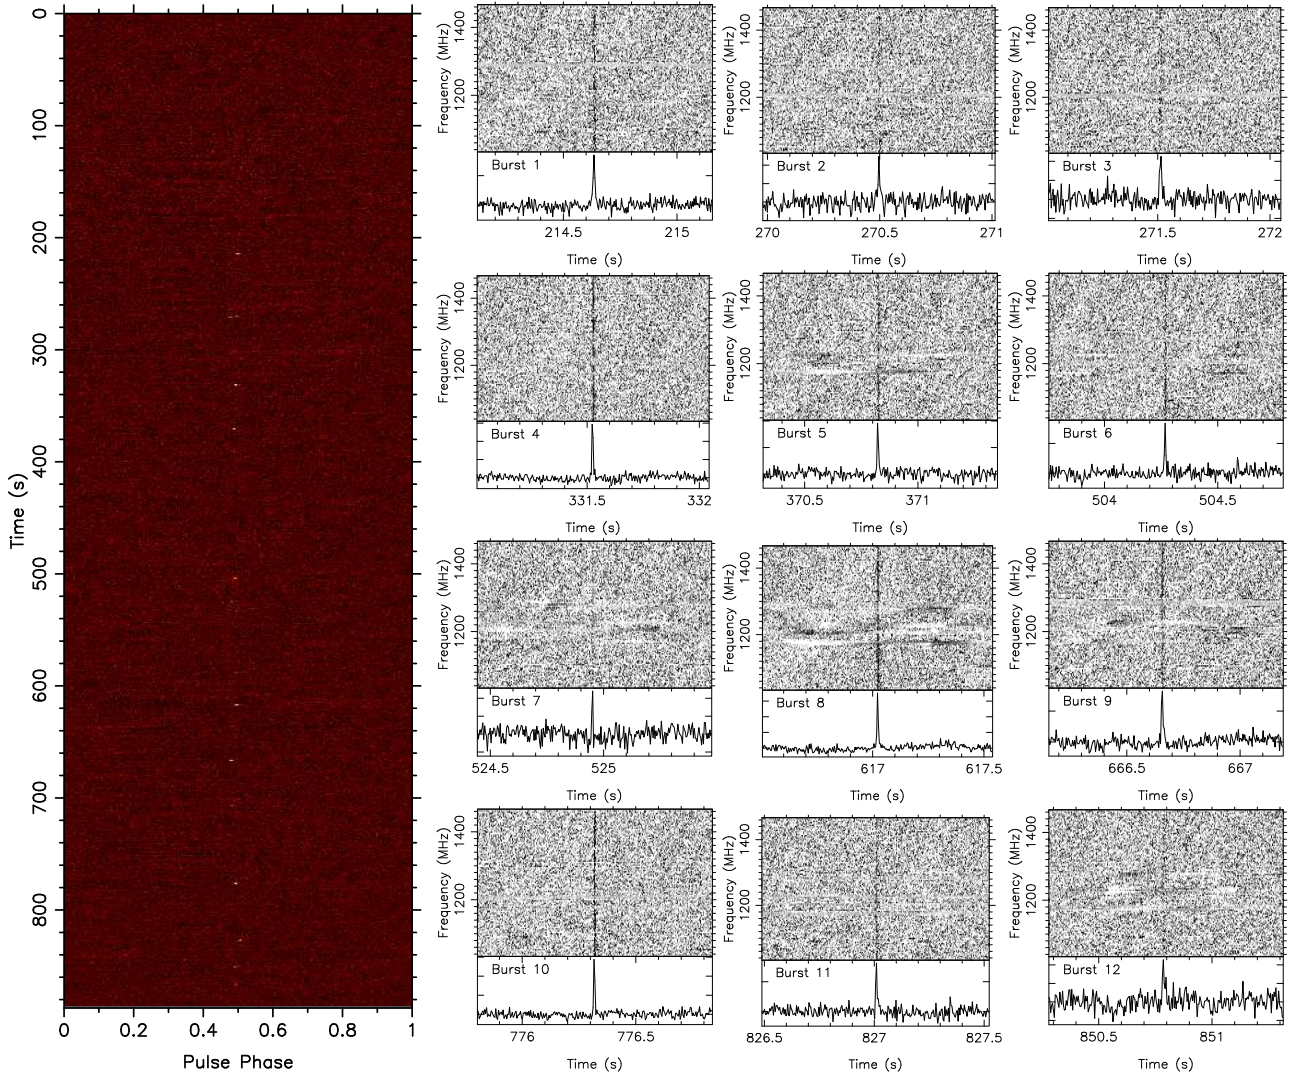 0
100
200
300
400
500
600
700
800
Time (s)
0
0.2
0.4
0.6
0.8
1
Pulse Phase
Frequency (MHz)
1400
1200
Burst 1
214.5
215
Time (s)
Frequency (MHz)
1400
1200
Burst 2
270
270.5
271
Time (s)
Frequency (MHz)
1400
1200
Burst 3
271.5
272
Time (s)
Frequency (MHz)
1400
1200
Burst 4
331.5
332
Time (s)
Frequency (MHz)
1400
1200
Burst 5
370.5
371
Time (s)
Frequency (MHz)
1400
1200
Burst 6
504
504.5
Time (s)
Frequency (MHz)
1400
1200
Burst 7
524.5
525
Time (s)
Frequency (MHz)
1400
1200
Burst 8
617
617.5
Time (s)
Frequency (MHz)
1400
1200
Burst 9
666.5
667
Time (s)
Frequency (MHz)
1400
1200
Burst 10
776
776.5
Time (s)
Frequency (MHz)
1400
1200
Burst 11
826.5
827
827.5
Time (s)
Frequency (MHz)
1400
1200
Burst 12
850.5
851
Time (s)